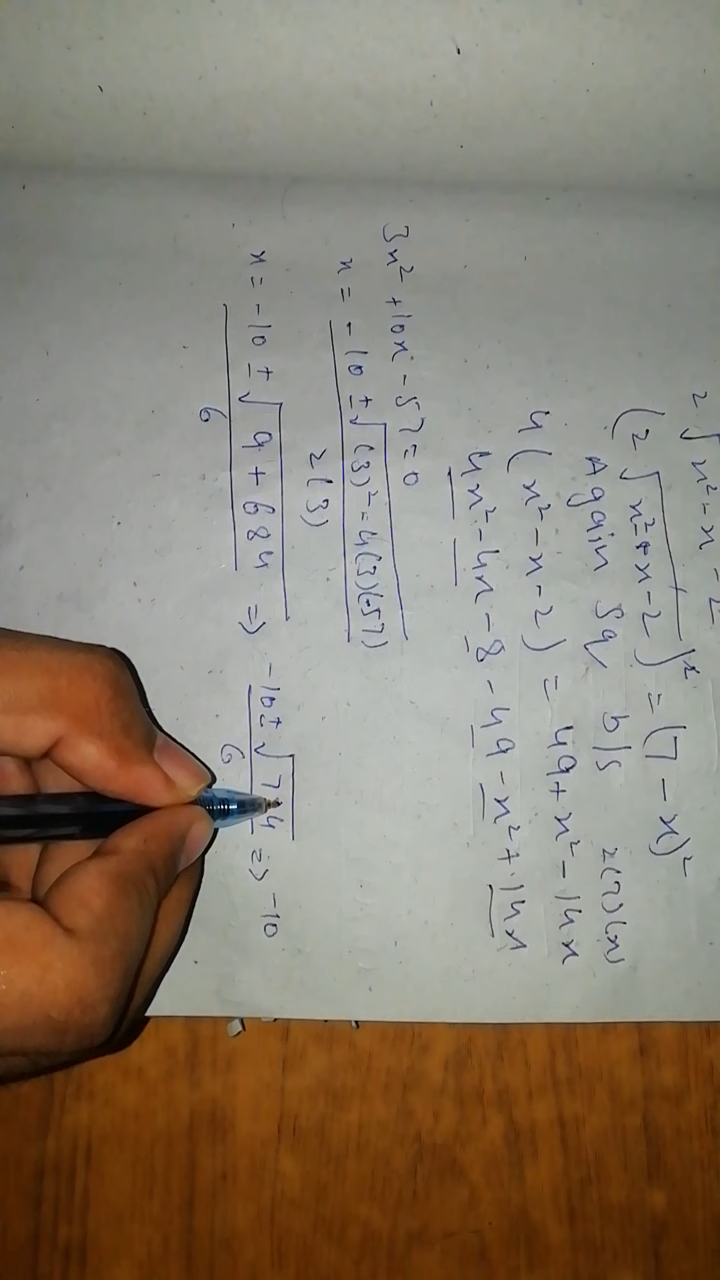 2√x²-x-2
(2√x²+x-2)² = (7-x)²
Again Sq b/s 2(7)(x)
4(x²-x-2) = 49+x²-14x
4x²-4x-8-49-x²+14x
3x²+10x-57=0
x = -10±√(3)²-4(3)(-57)
2(3)
x = -10±√9+684 => -10±√7 4 => -10
6 6